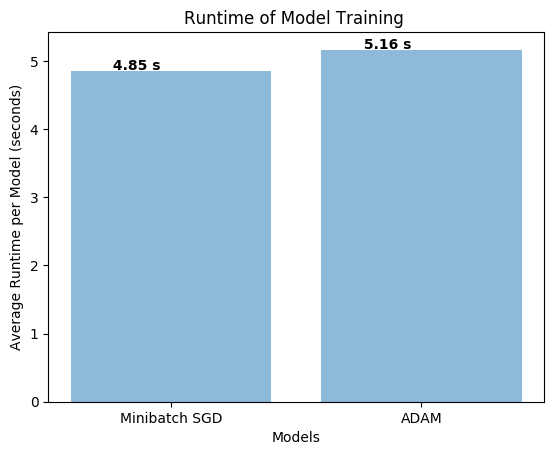 Runtime of Model Training
4.85 s
5.16 s
Average Runtime per Model (seconds)
5
4
3
2
1
0
Minibatch SGD
ADAM
Models